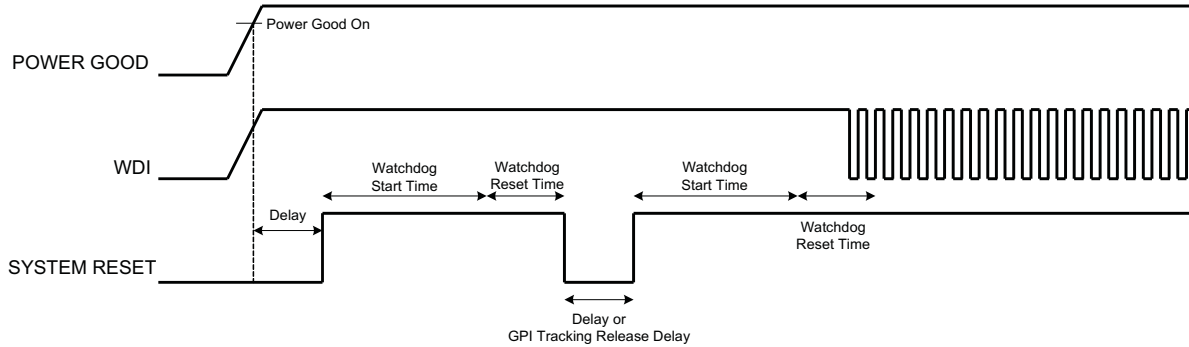 Power Good On
POWER GOOD
WDI
Watchdog
Start Time
Watchdog
Reset Time
Watchdog
Start Time
Delay
Watchdog
Reset Time
SYSTEM RESET
Delay or
GPI Tracking Release Delay